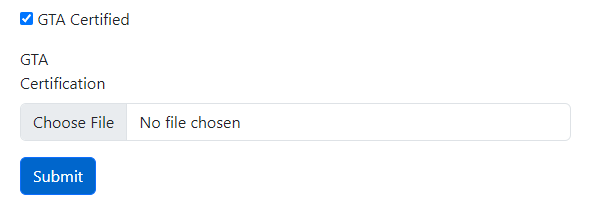 GTA Certified
GTA
Certification
Choose File No file chosen
Submit